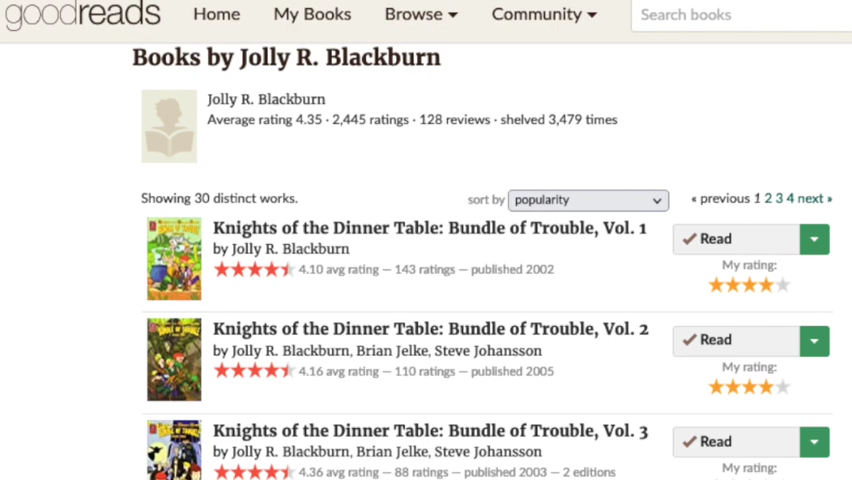 goodreads Home My Books Browse Community Search books
Books by Jolly R. Blackburn
Jolly R. Blackburn
Average rating 4.35 · 2,445 ratings · 128 reviews · shelved 3,479 times
Showing 30 distinct works. sort by popularity « previous 1 2 3 4 next »
Knights of the Dinner Table: Bundle of Trouble, Vol. 1
by Jolly R. Blackburn
4.10 avg rating — 143 ratings — published 2002
Read
My rating:
Knights of the Dinner Table: Bundle of Trouble, Vol. 2
by Jolly R. Blackburn, Brian Jelke, Steve Johansson
4.16 avg rating — 110 ratings — published 2005
Read
My rating:
Knights of the Dinner Table: Bundle of Trouble, Vol. 3
by Jolly R. Blackburn, Brian Jelke, Steve Johansson
4.36 avg rating — 88 ratings — published 2003 — 2 editions
Read
My rating: